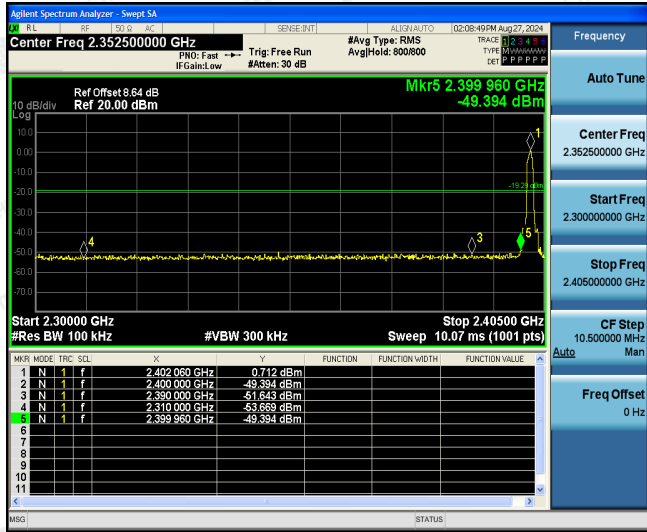 Agilent Spectrum Analyzer - Swept SA
LXI RL RF 50 Ω AC SENSE:INT ALIGNAUTO 02:08:49PM Aug 27, 2024
Center Freq 2.352500000 GHz
PNO: Fast
IFGain:Low
Trig: Free Run
#Atten: 30 dB
#Avg Type: RMS
Avg|Hold: 800/800
TRACE 1 2 3 4 5 6
TYPE M
DET P P P P P P
Ref Offset 8.64 dB
Ref 20.00 dBm
10 dB/div
Log
Mkr5 2.399 960 GHz
-49.394 dBm
10.0
0.00
-10.0
-20.0
-30.0
-40.0
-50.0
-60.0
-70.0
1
-19.29 dBm
4
3
5
Start 2.30000 GHz
Stop 2.40500 GHz
#Res BW 100 kHz #VBW 300 kHz Sweep 10.07 ms (1001 pts)
MKR MODE TRC SCL X Y FUNCTION FUNCTION WIDTH FUNCTION VALUE
1 N 1 f 2.402 060 GHz 0.712 dBm
2 N 1 f 2.400 000 GHz -49.394 dBm
3 N 1 f 2.390 000 GHz -51.643 dBm
4 N 1 f 2.310 000 GHz -53.669 dBm
5 N 1 f 2.399 960 GHz -49.394 dBm
6
7
8
9
10
11
MSG STATUS
Frequency
Auto Tune
Center Freq
2.352500000 GHz
Start Freq
2.300000000 GHz
Stop Freq
2.405000000 GHz
CF Step
10.500000 MHz
Auto Man
Freq Offset
0 Hz